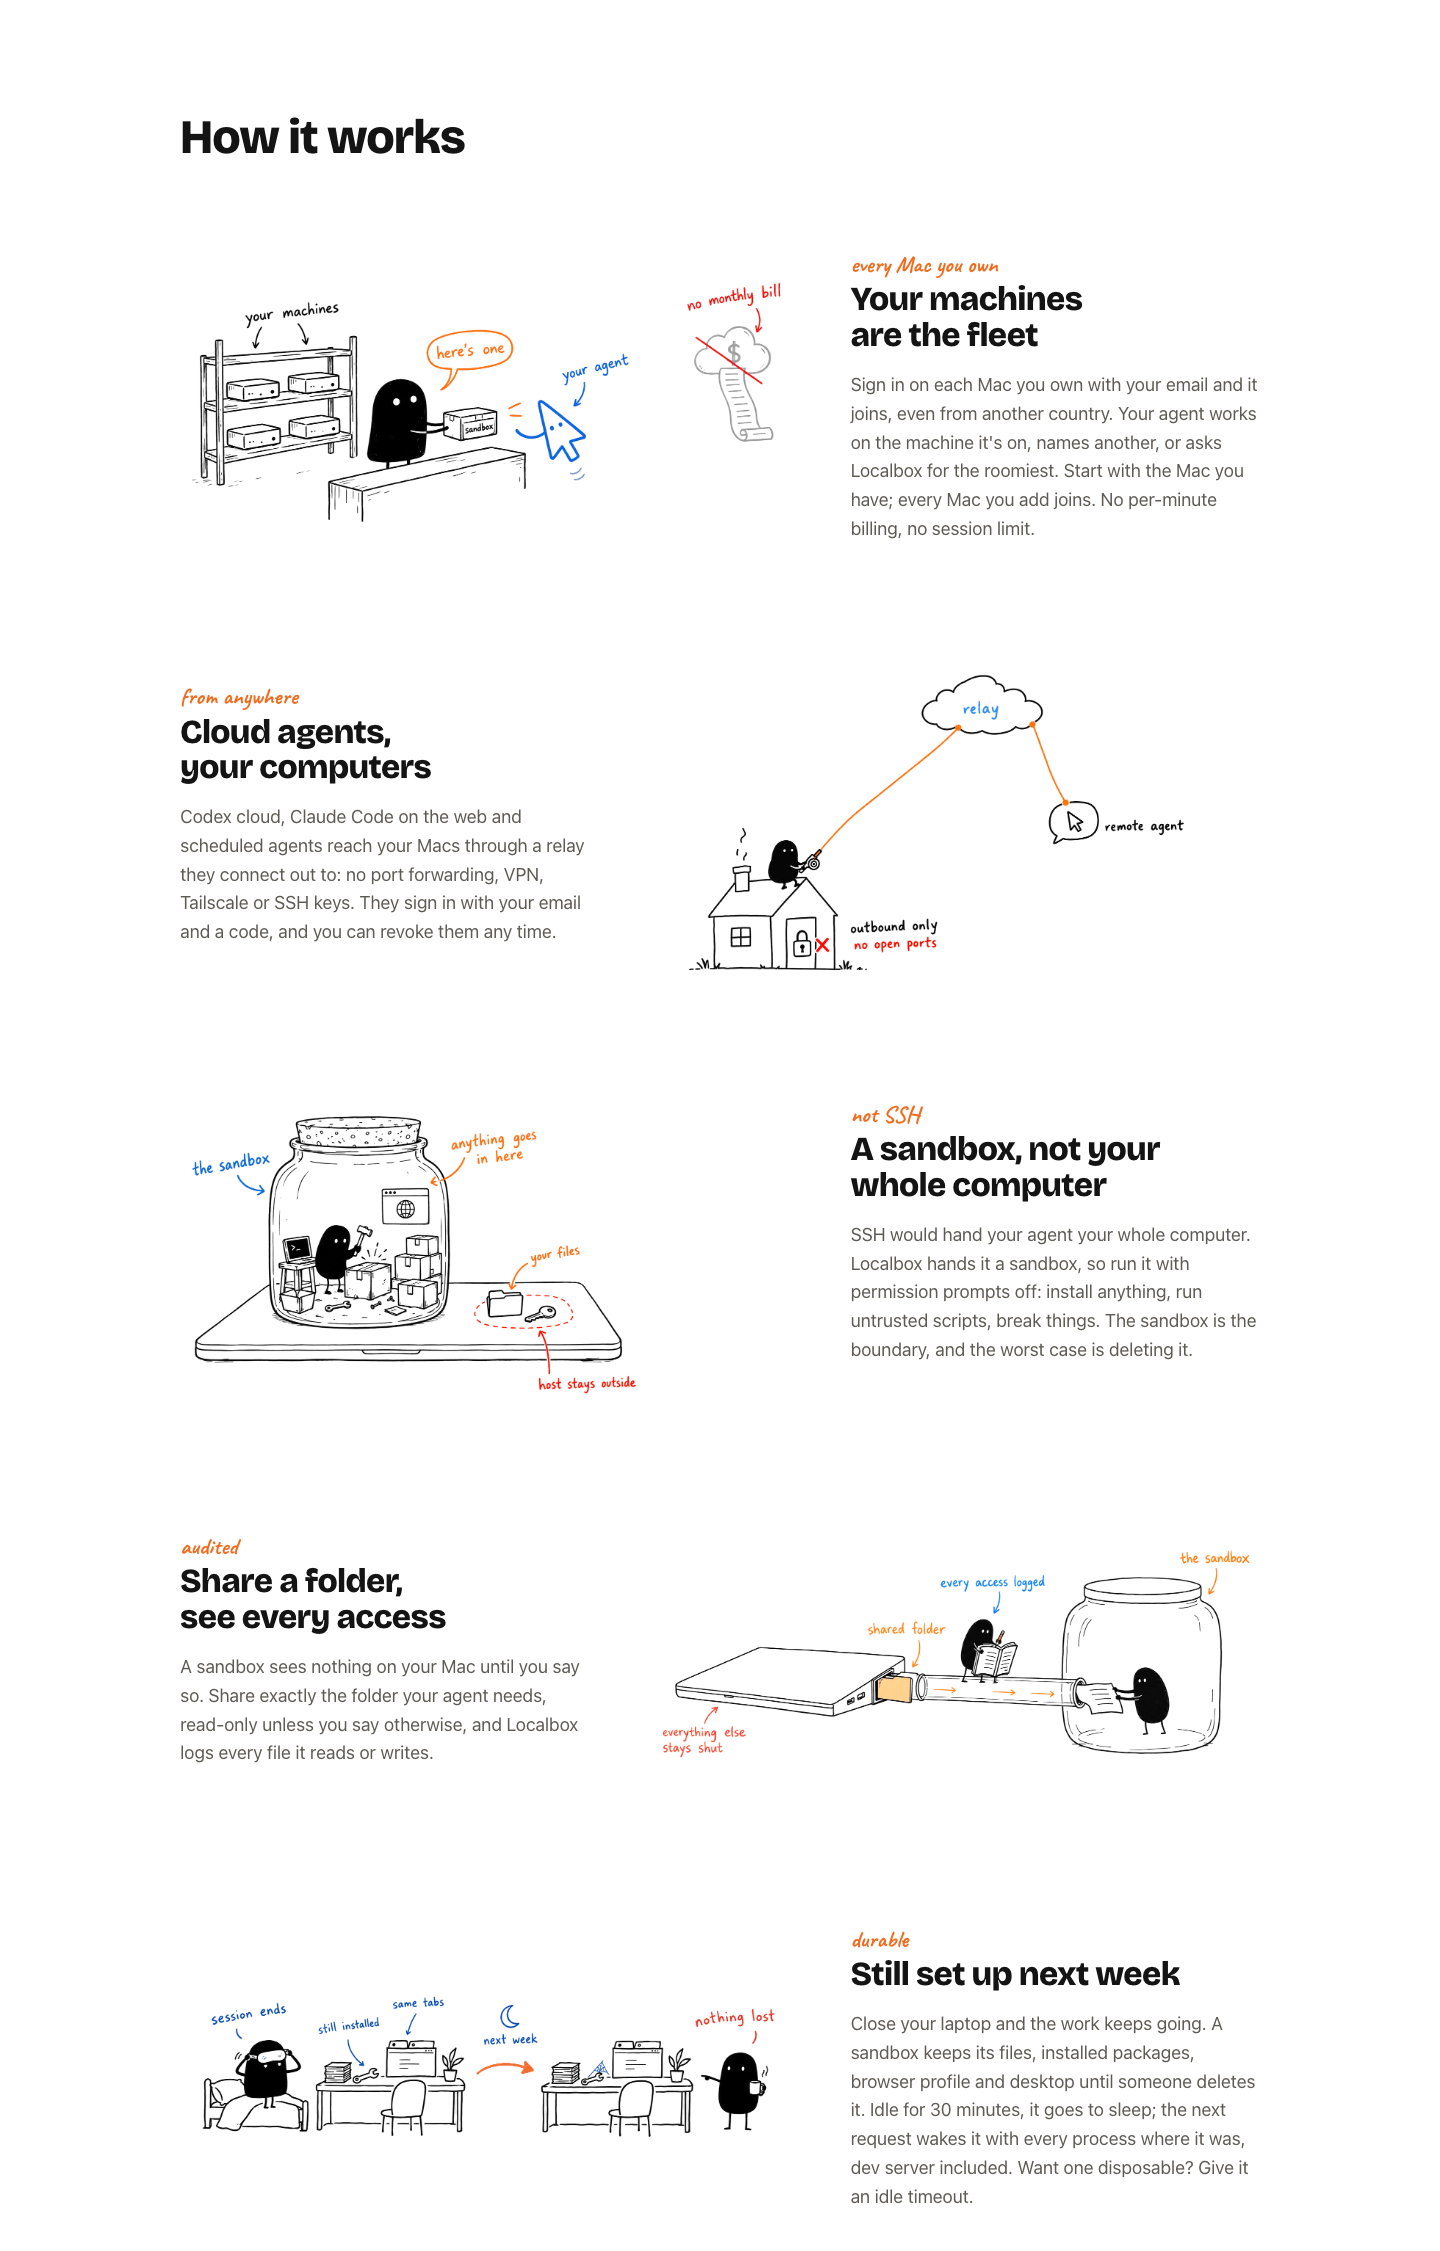 How it works
your machines
here's one
your agent
sandbox
no monthly bill
$
every Mac you own
Your machines
are the fleet
Sign in on each Mac you own with your email and it
joins, even from another country. Your agent works
on the machine it's on, names another, or asks
Localbox for the roomiest. Start with the Mac you
have; every Mac you add joins. No per-minute
billing, no session limit.
from anywhere
Cloud agents,
your computers
Codex cloud, Claude Code on the web and
scheduled agents reach your Macs through a relay
they connect out to: no port forwarding, VPN,
Tailscale or SSH keys. They sign in with your email
and a code, and you can revoke them any time.
relay
remote agent
outbound only
no open ports
the sandbox
anything goes
in here
>_
your files
host stays outside
not SSH
A sandbox, not your
whole computer
SSH would hand your agent your whole computer.
Localbox hands it a sandbox, so run it with
permission prompts off: install anything, run
untrusted scripts, break things. The sandbox is the
boundary, and the worst case is deleting it.
audited
Share a folder,
see every access
A sandbox sees nothing on your Mac until you say
so. Share exactly the folder your agent needs,
read-only unless you say otherwise, and Localbox
logs every file it reads or writes.
the sandbox
every access logged
shared folder
everything else
stays shut
session ends
still installed
same tabs
next week
nothing lost
durable
Still set up next week
Close your laptop and the work keeps going. A
sandbox keeps its files, installed packages,
browser profile and desktop until someone deletes
it. Idle for 30 minutes, it goes to sleep; the next
request wakes it with every process where it was,
dev server included. Want one disposable? Give it
an idle timeout.